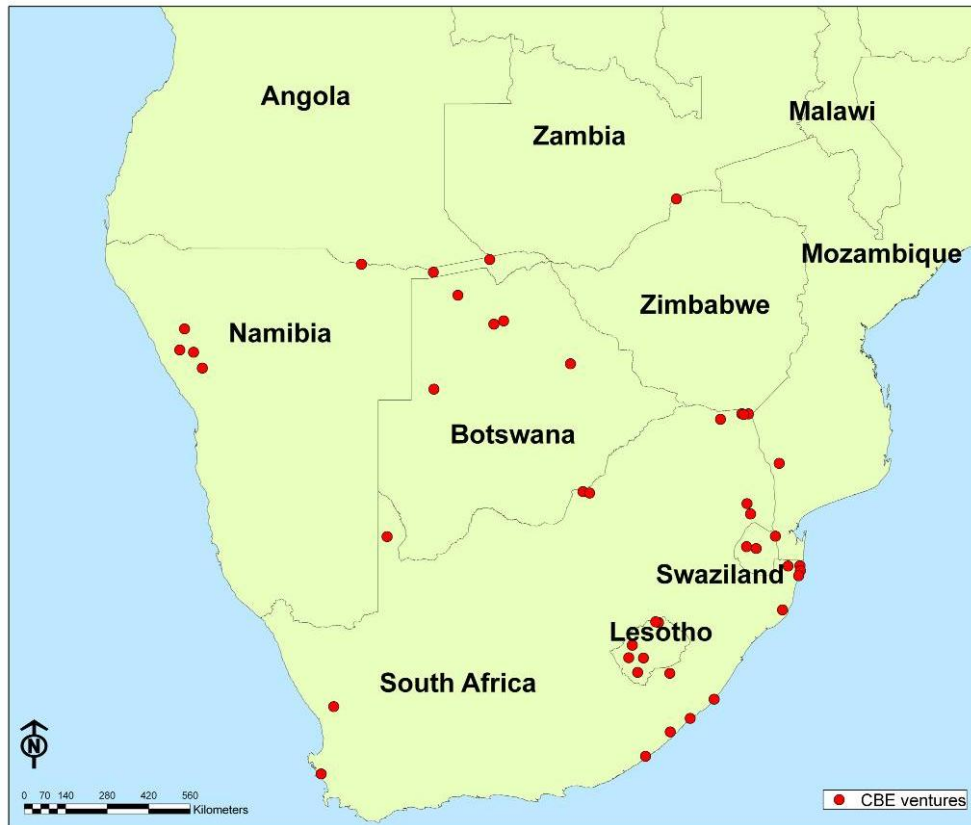 Angola
Malawi
Zambia
Mozambique
Zimbabwe
Namibia
Botswana
Swaziland
Lesotho
South Africa
N
0 70 140 280 420 560
Kilometers
CBE ventures